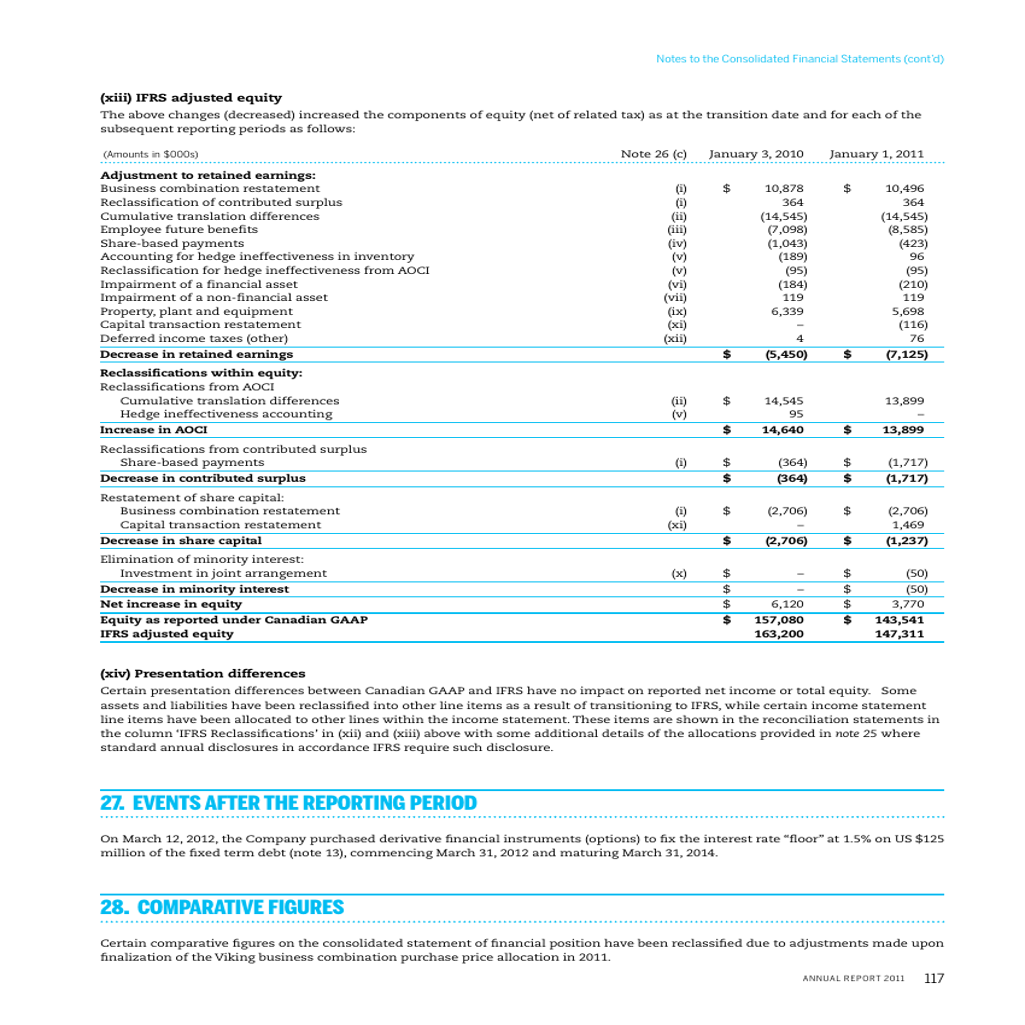 Notes to the Consolidated Financial Statements (cont'd)
(xiii) IFRS adjusted equity
The above changes (decreased) increased the components of equity (net of related tax) as at the transition date and for each of the
subsequent reporting periods as follows:
(Amounts in $000s) Note 26 (c) January 3, 2010 January 1, 2011
Adjustment to retained earnings:
Business combination restatement (i) $ 10,878 $ 10,496
Reclassification of contributed surplus (i) 364 364
Cumulative translation differences (ii) (14,545) (14,545)
Employee future benefits (iii) (7,098) (8,585)
Share-based payments (iv) (1,043) (423)
Accounting for hedge ineffectiveness in inventory (v) (189) 96
Reclassification for hedge ineffectiveness from AOCI (v) (95) (95)
Impairment of a financial asset (vi) (184) (210)
Impairment of a non-financial asset (vii) 119 119
Property, plant and equipment (ix) 6,339 5,698
Capital transaction restatement (xi) – (116)
Deferred income taxes (other) (xii) 4 76
Decrease in retained earnings $ (5,450) $ (7,125)
Reclassifications within equity:
Reclassifications from AOCI
Cumulative translation differences (ii) $ 14,545 13,899
Hedge ineffectiveness accounting (v) 95 –
Increase in AOCI $ 14,640 $ 13,899
Reclassifications from contributed surplus
Share-based payments (i) $ (364) $ (1,717)
Decrease in contributed surplus $ (364) $ (1,717)
Restatement of share capital:
Business combination restatement (i) $ (2,706) $ (2,706)
Capital transaction restatement (xi) – 1,469
Decrease in share capital $ (2,706) $ (1,237)
Elimination of minority interest:
Investment in joint arrangement (x) $ – $ (50)
Decrease in minority interest $ – $ (50)
Net increase in equity $ 6,120 $ 3,770
Equity as reported under Canadian GAAP $ 157,080 $ 143,541
IFRS adjusted equity 163,200 147,311
(xiv) Presentation differences
Certain presentation differences between Canadian GAAP and IFRS have no impact on reported net income or total equity. Some
assets and liabilities have been reclassified into other line items as a result of transitioning to IFRS, while certain income statement
line items have been allocated to other lines within the income statement. These items are shown in the reconciliation statements in
the column 'IFRS Reclassifications' in (xii) and (xiii) above with some additional details of the allocations provided in note 25 where
standard annual disclosures in accordance IFRS require such disclosure.
27. EVENTS AFTER THE REPORTING PERIOD
On March 12, 2012, the Company purchased derivative financial instruments (options) to fix the interest rate "floor" at 1.5% on US $125
million of the fixed term debt (note 13), commencing March 31, 2012 and maturing March 31, 2014.
28. COMPARATIVE FIGURES
Certain comparative figures on the consolidated statement of financial position have been reclassified due to adjustments made upon
finalization of the Viking business combination purchase price allocation in 2011.
ANNUAL REPORT 2011 117